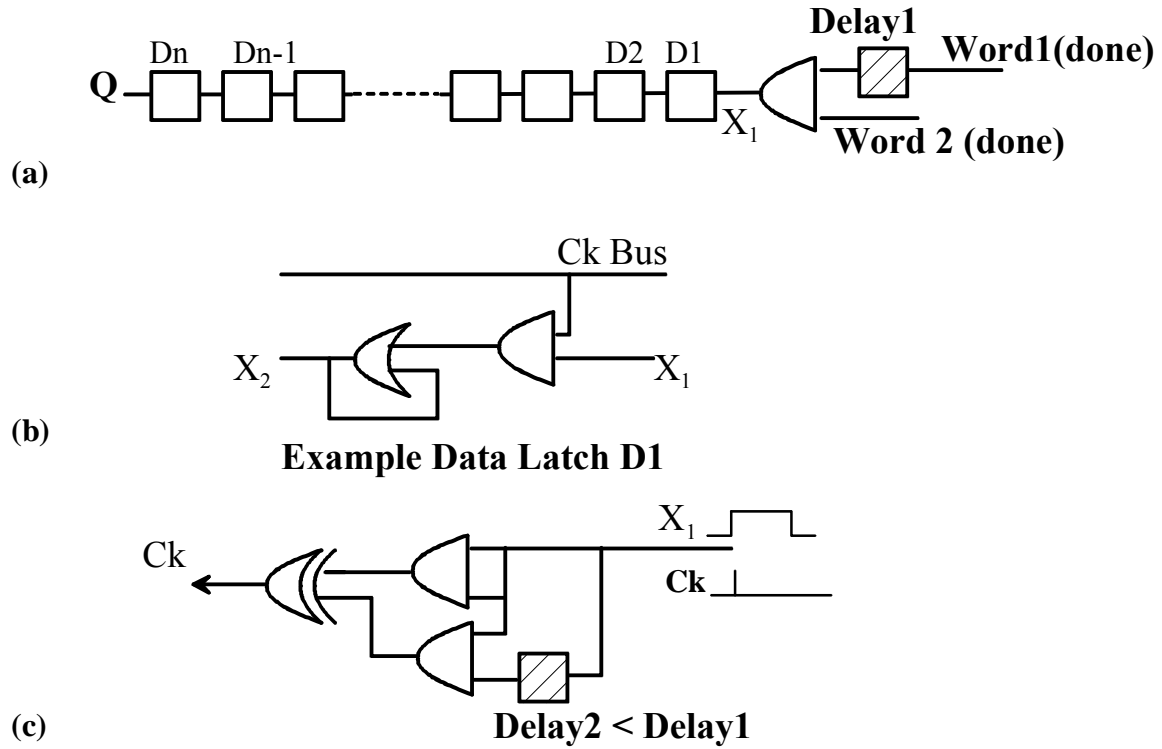 Delay1
Dn Dn-1 D2 D1 Word1(done)
Q
X₁
Word 2 (done)
(a)
Ck Bus
X₂ X₁
(b)
Example Data Latch D1
X₁
Ck
Ck
Delay2 < Delay1
(c)